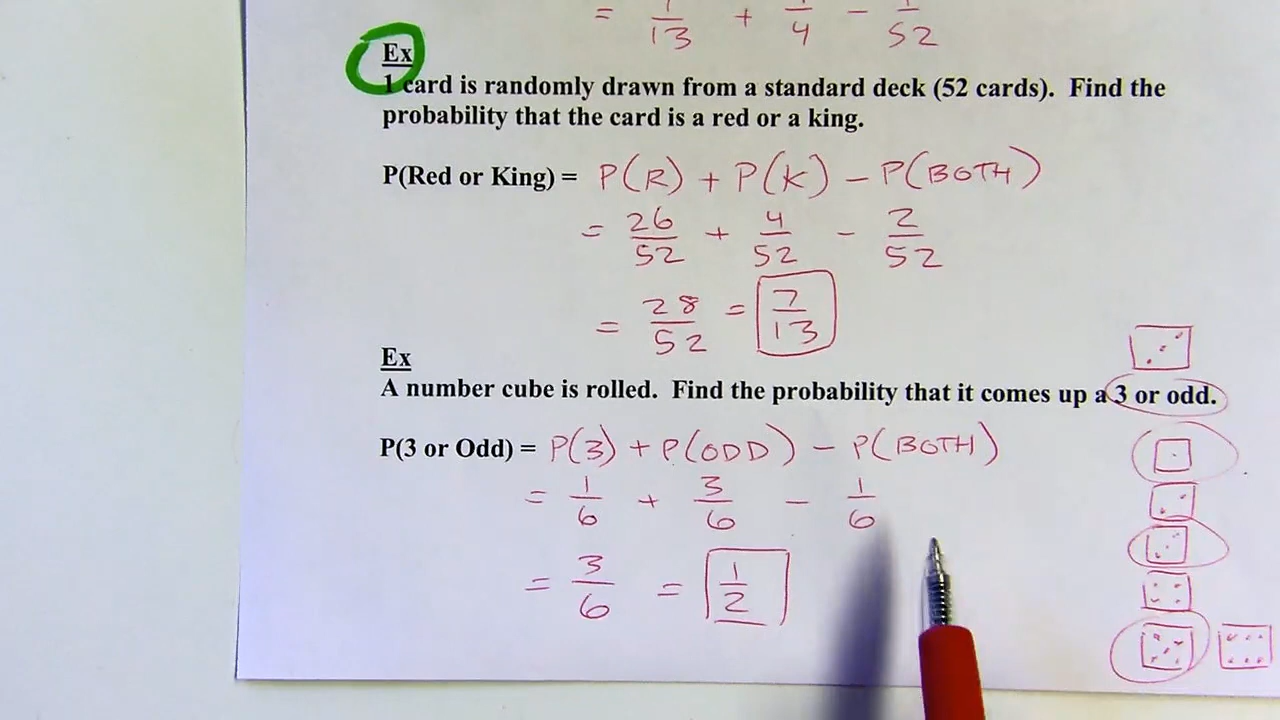 = 1/13 + 1/4 - 1/52
Ex
1 card is randomly drawn from a standard deck (52 cards). Find the
probability that the card is a red or a king.
P(Red or King) = P(R) + P(K) - P(BOTH)
= 26/52 + 4/52 - 2/52
= 28/52 = 7/13
Ex
A number cube is rolled. Find the probability that it comes up a 3 or odd.
P(3 or Odd) = P(3) + P(ODD) - P(BOTH)
= 1/6 + 3/6 - 1/6
= 3/6 = 1/2